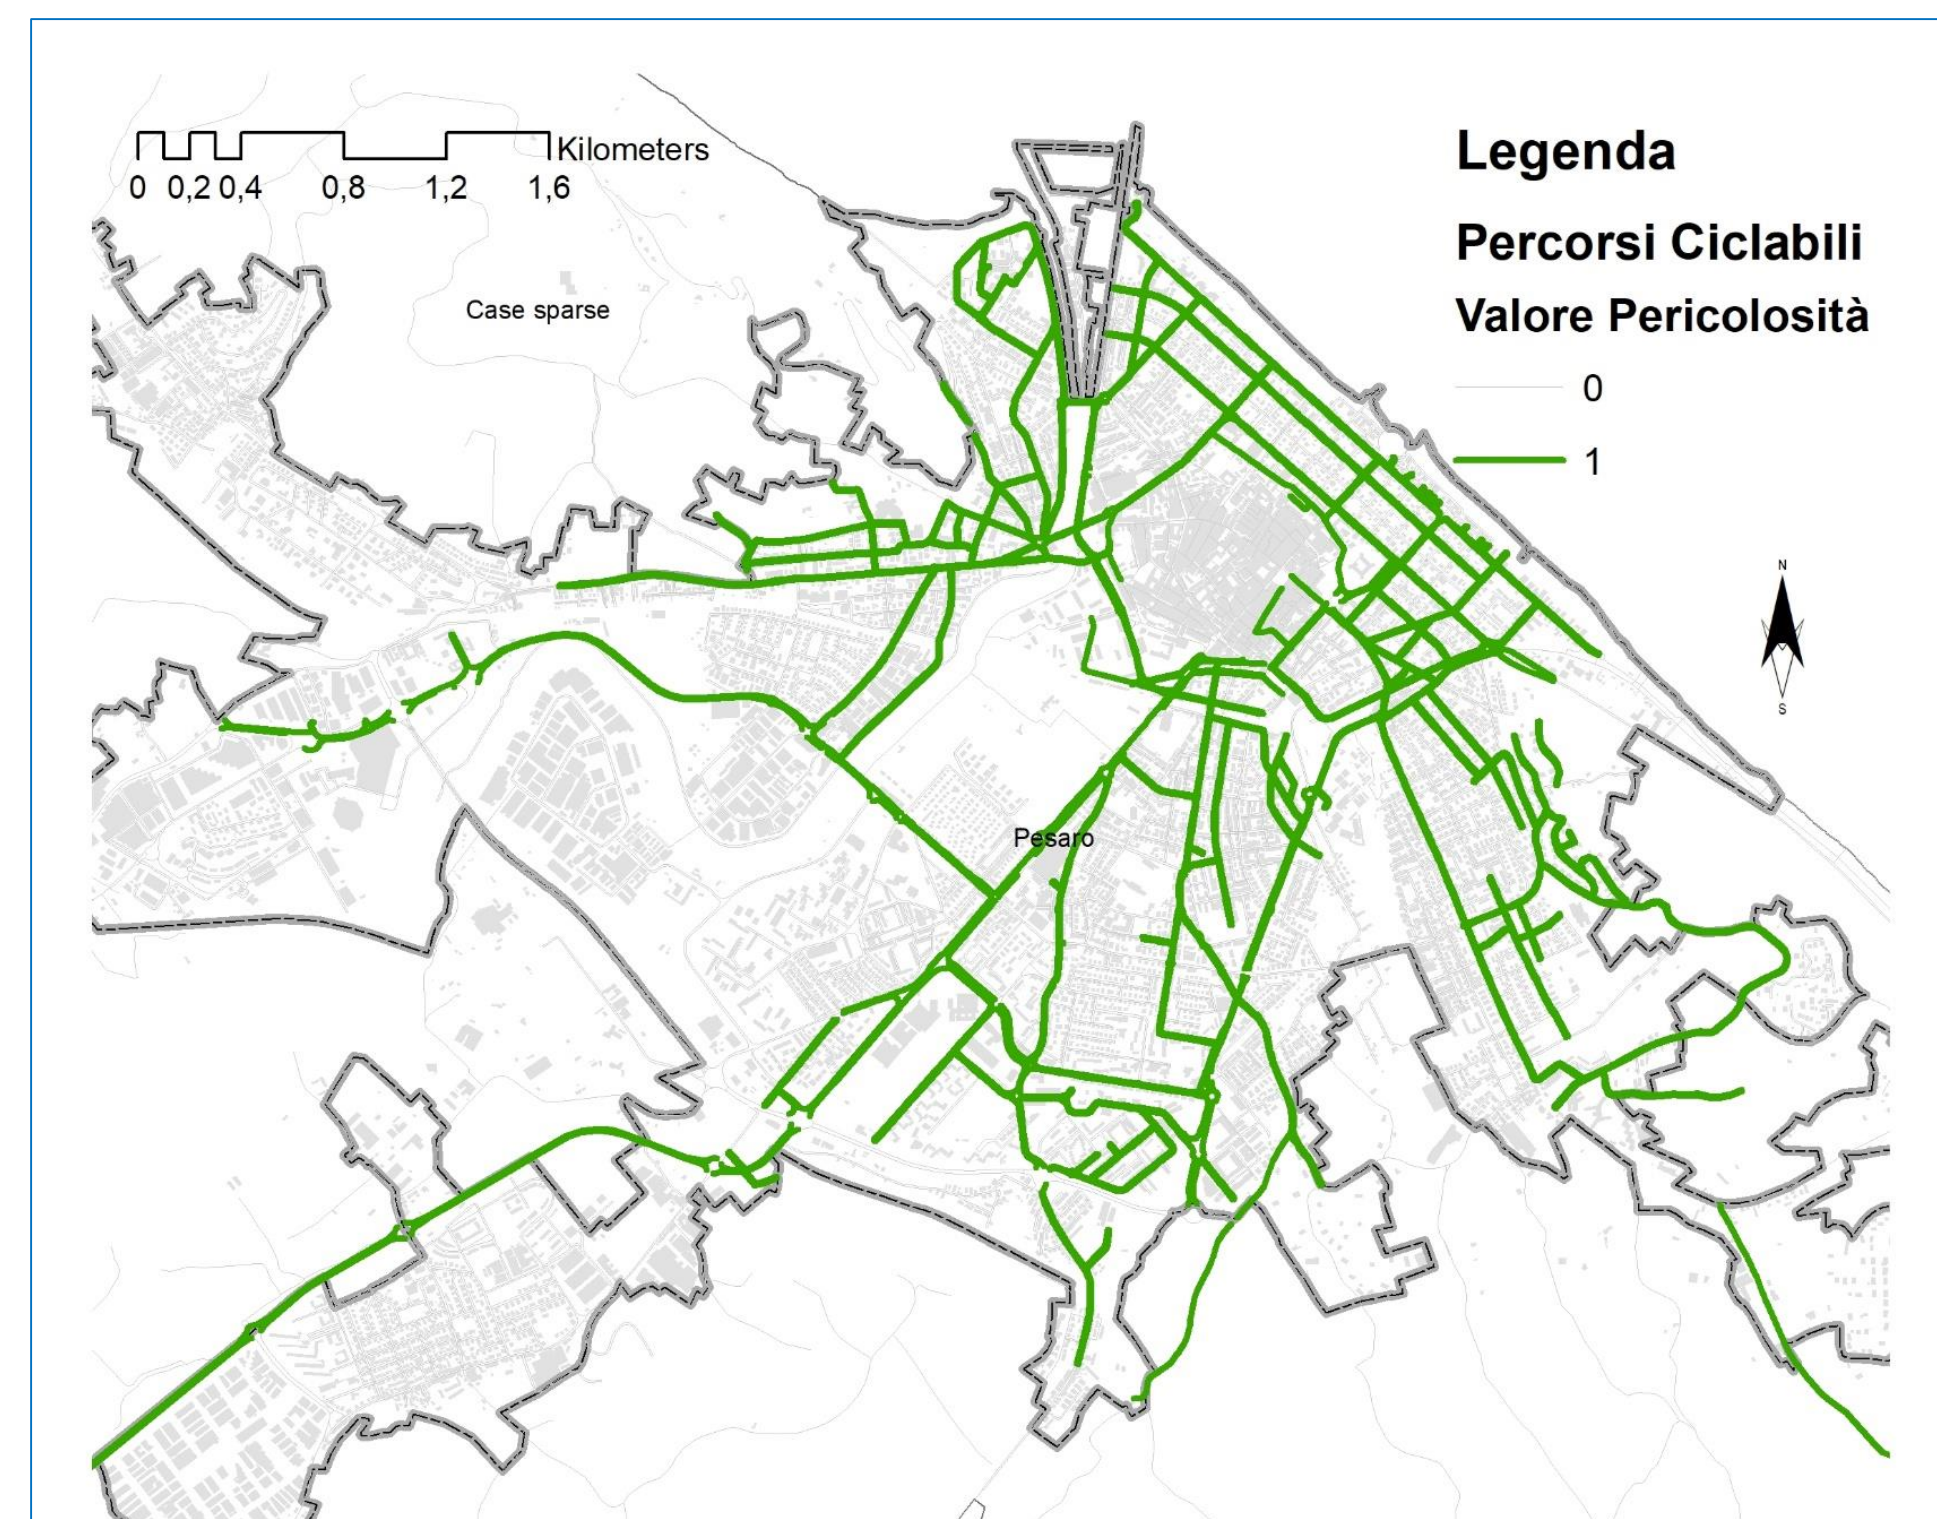 Kilometers
0 0,2 0,4 0,8 1,2 1,6
Legenda
Percorsi Ciclabili
Valore Pericolosità
0
1
Case sparse
N
S
Pesaro